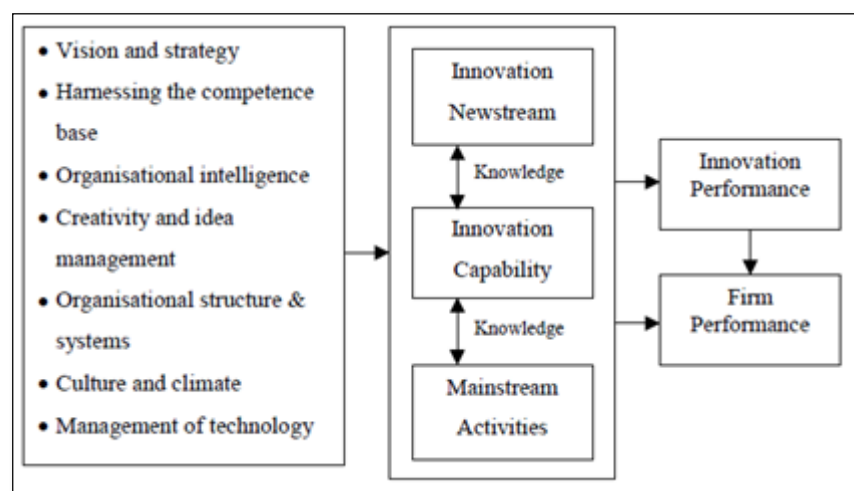 • Vision and strategy
• Harnessing the competence
base
• Organisational intelligence
• Creativity and idea
management
• Organisational structure &
systems
• Culture and climate
• Management of technology
Innovation
Newstream
Knowledge
Innovation
Capability
Knowledge
Mainstream
Activities
Innovation
Performance
Firm
Performance